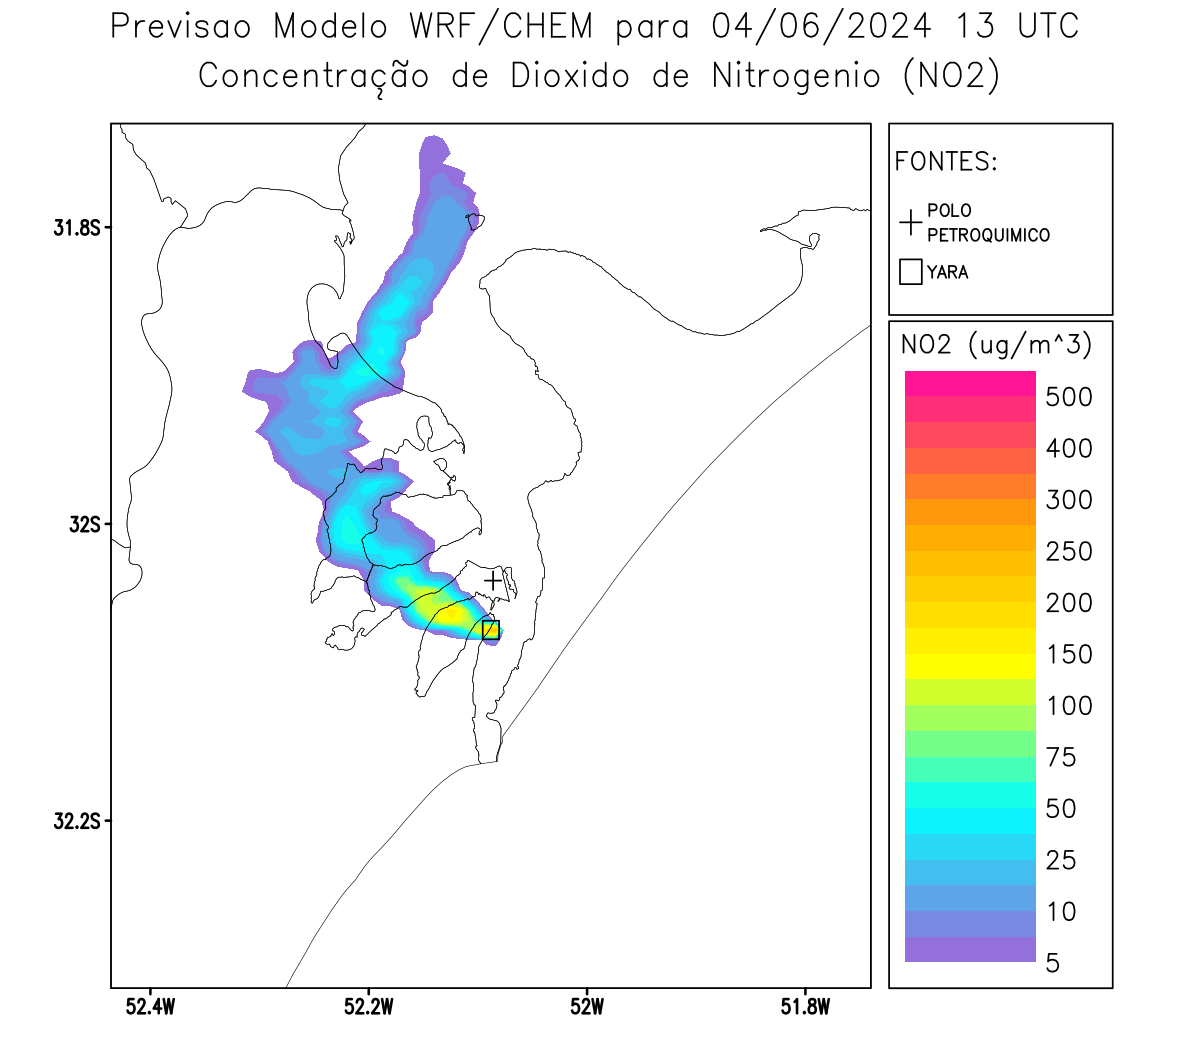 Previsao Modelo WRF/CHEM para 04/06/2024 13 UTC
Concentração de Dioxido de Nitrogenio (NO2)
FONTES:
POLO
PETROQUIMICO
YARA
NO2 (ug/m^3)
500
400
300
250
200
150
100
75
50
25
10
5
31.8S
32S
32.2S
52.4W
52.2W
52W
51.8W